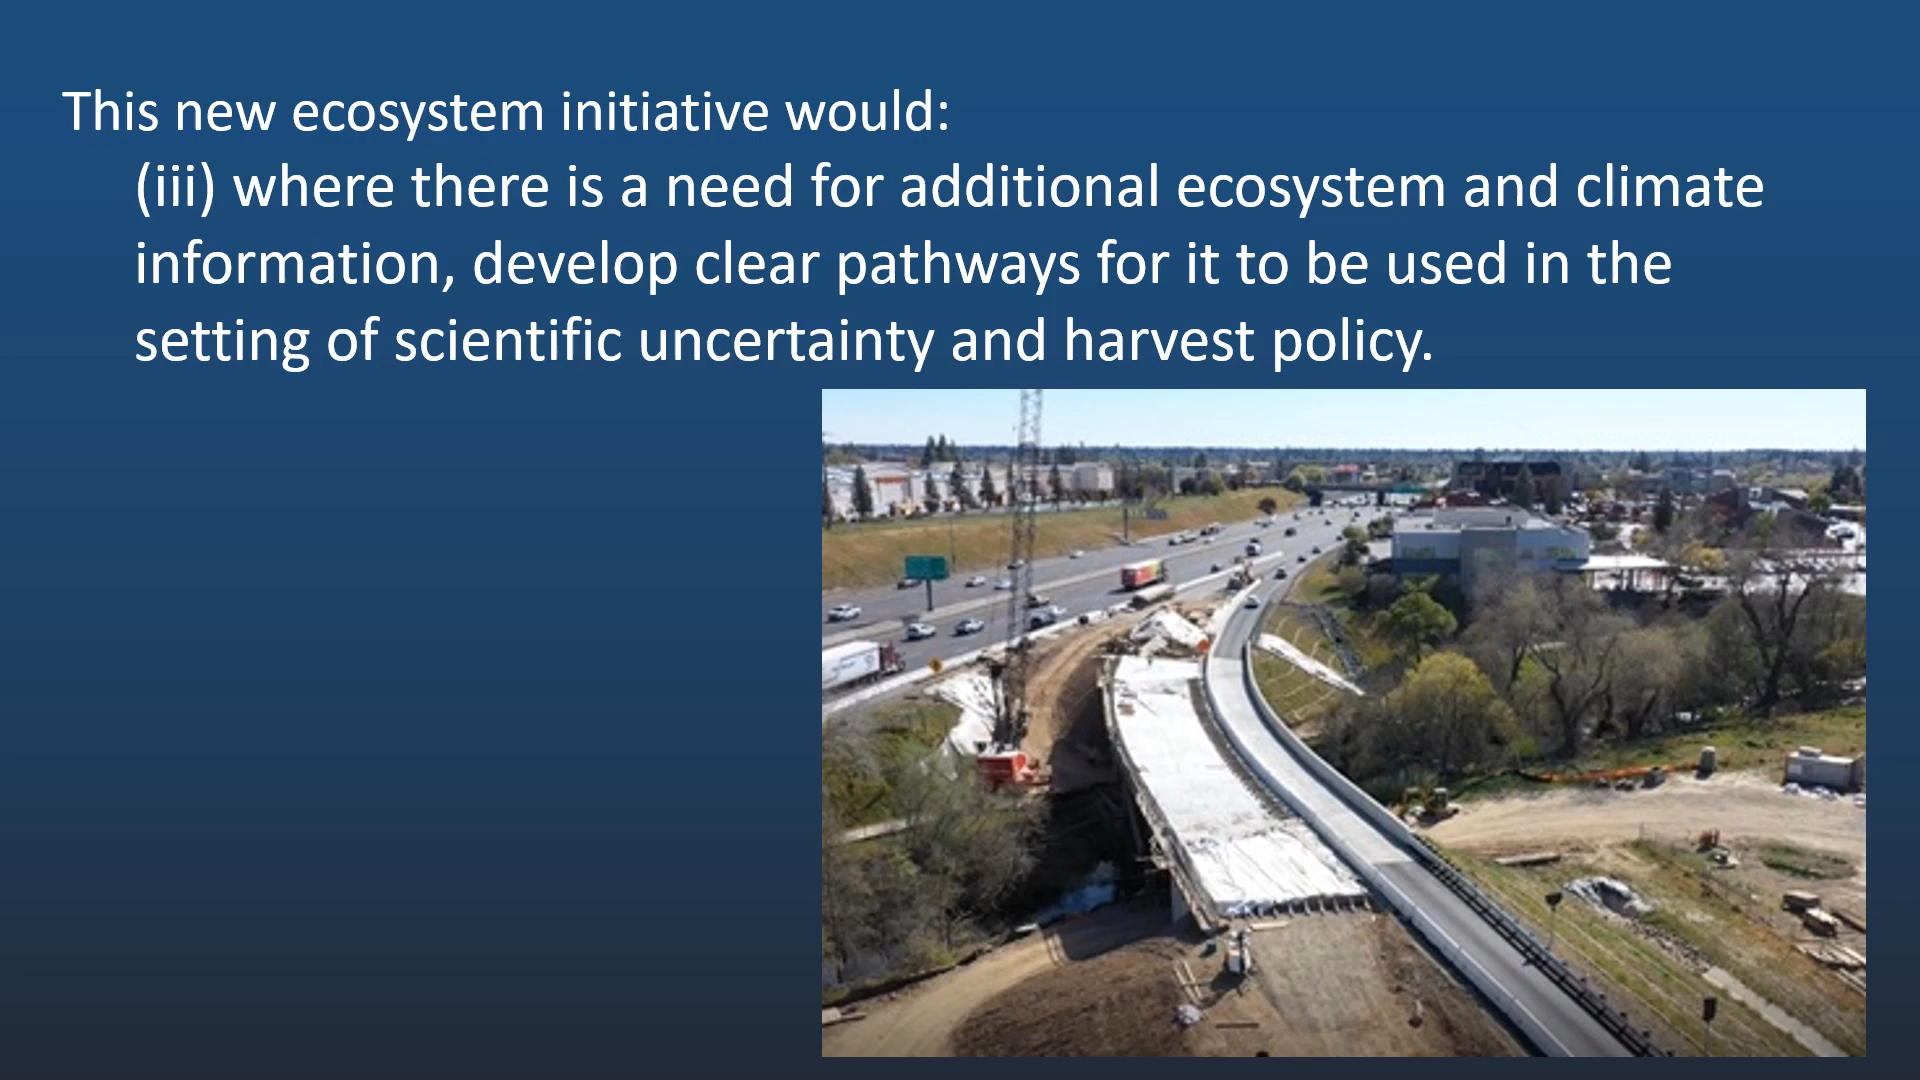 This new ecosystem initiative would:
(iii) where there is a need for additional ecosystem and climate
information, develop clear pathways for it to be used in the
setting of scientific uncertainty and harvest policy.